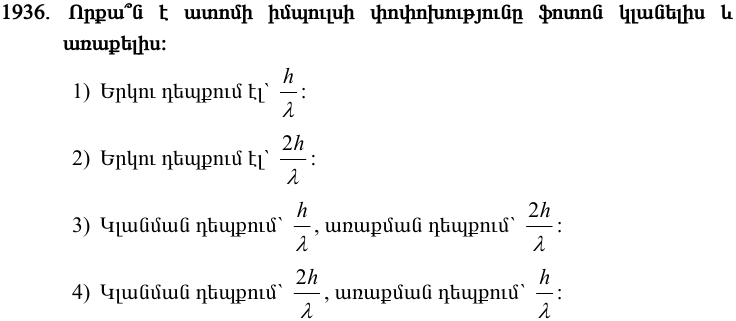 1936. Որքա՞ն է ատոմի իմպուլսի փոփոխությունը ֆոտոն կլանելիս և
առաքելիս:
1) Երկու դեպքում էլ՝ h/λ:
2) Երկու դեպքում էլ՝ 2h/λ:
3) Կլանման դեպքում՝ h/λ, առաքման դեպքում՝ 2h/λ:
4) Կլանման դեպքում՝ 2h/λ, առաքման դեպքում՝ h/λ: